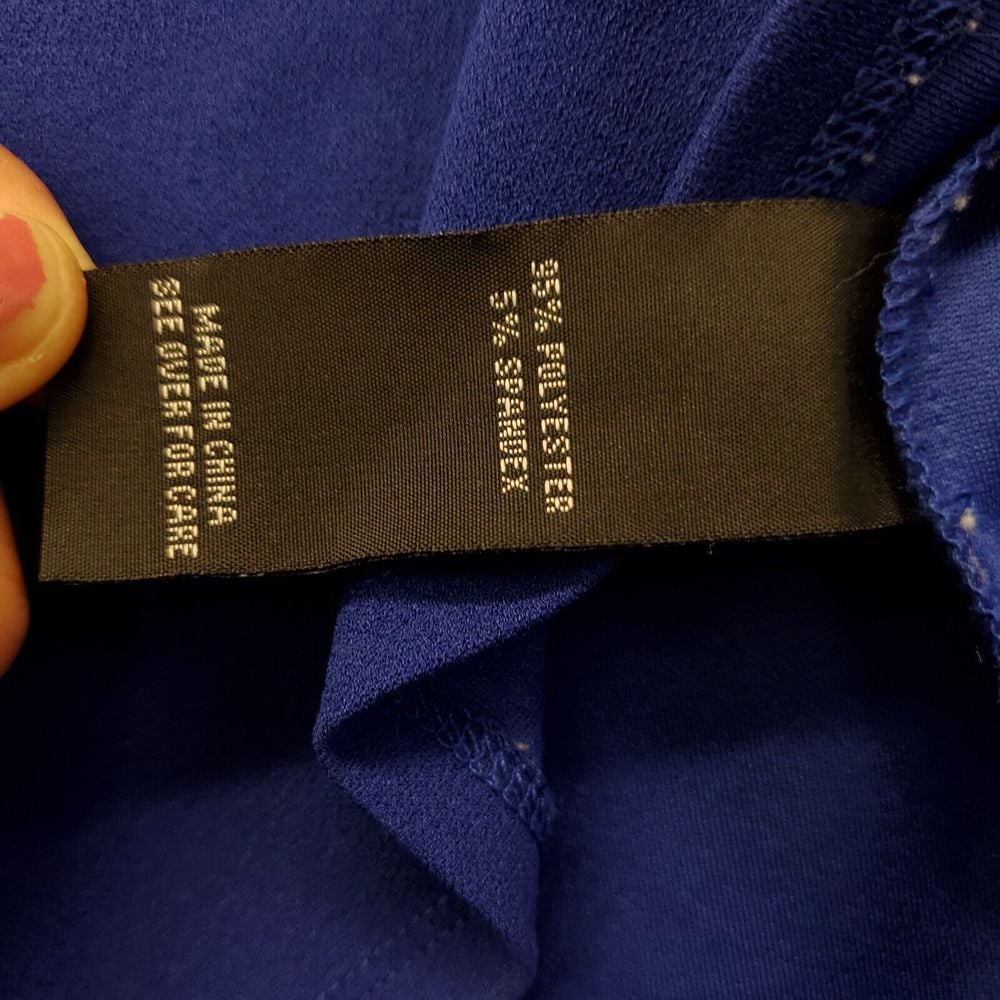 95% POLYESTER
5% SPANDEX
MADE IN CHINA
SEE OVER FOR CARE